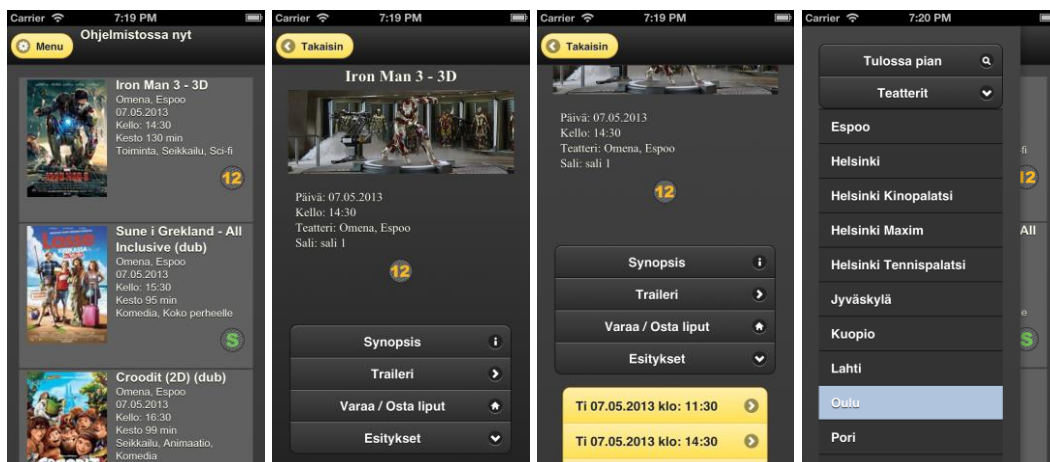 Carrier 7:19 PM
Ohjelmistossa nyt
Menu
Iron Man 3 - 3D
Omena, Espoo
07.05.2013
Kello: 14:30
Kesto 130 min
Toiminta, Seikkailu, Sci-fi
12
Sune i Grekland - All
Inclusive (dub)
Omena, Espoo
07.05.2013
Kello: 15:30
Kesto 95 min
Komedia, Koko perheelle
S
Croodit (2D) (dub)
Omena, Espoo
07.05.2013
Kello: 16:30
Kesto 99 min
Seikkailu, Animaatio,
Komedia
Carrier 7:19 PM
Takaisin
Iron Man 3 - 3D
Päivä: 07.05.2013
Kello: 14:30
Teatteri: Omena, Espoo
Sali: sali 1
12
Synopsis
Traileri
Varaa / Osta liput
Esitykset
Carrier 7:19 PM
Takaisin
Päivä: 07.05.2013
Kello: 14:30
Teatteri: Omena, Espoo
Sali: sali 1
12
Synopsis
Traileri
Varaa / Osta liput
Esitykset
Ti 07.05.2013 klo: 11:30
Ti 07.05.2013 klo: 14:30
Carrier 7:20 PM
Tulossa pian
Teatterit
Espoo
Helsinki
Helsinki Kinopalatsi
Helsinki Maxim
Helsinki Tennispalatsi
Jyväskylä
Kuopio
Lahti
Oulu
Pori
-fi
12
All
e
S